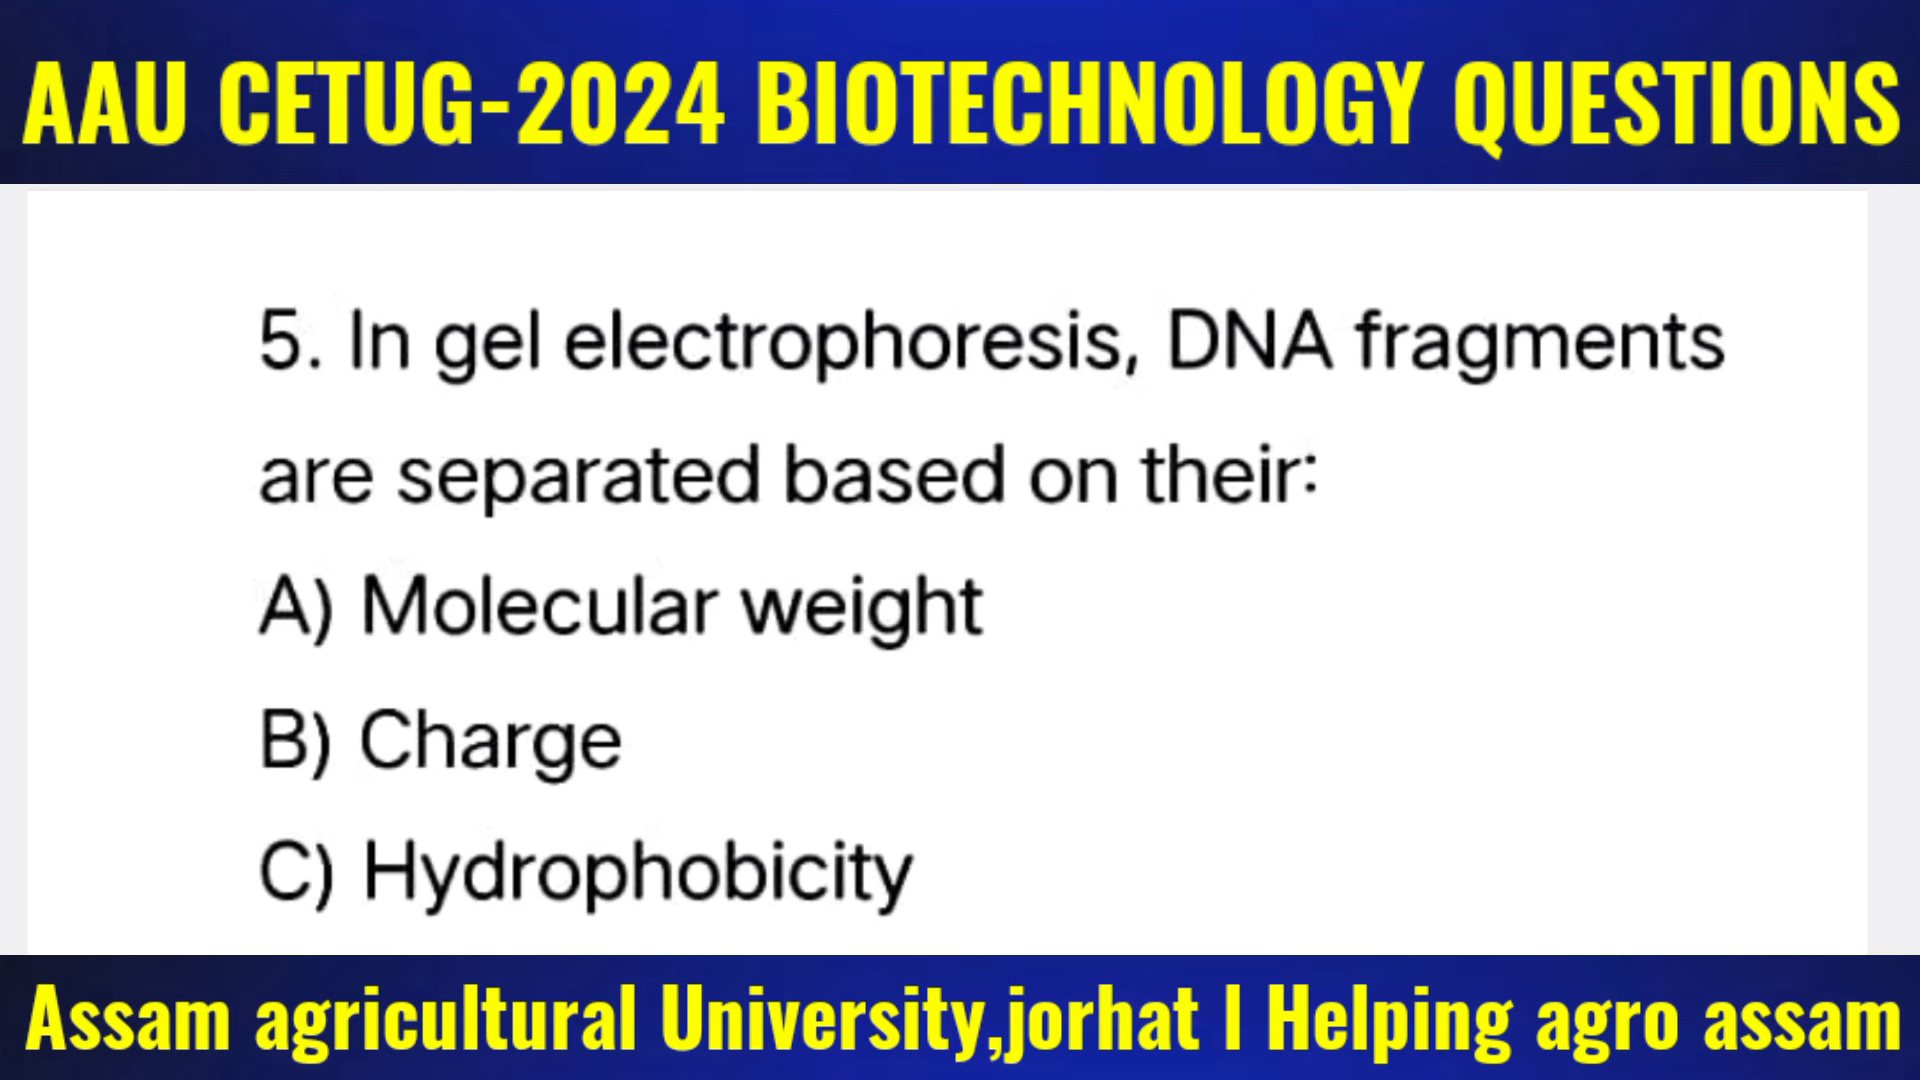 AAU CETUG-2024 BIOTECHNOLOGY QUESTIONS
5. In gel electrophoresis, DNA fragments
are separated based on their:
A) Molecular weight
B) Charge
C) Hydrophobicity
Assam agricultural University,jorhat l Helping agro assam